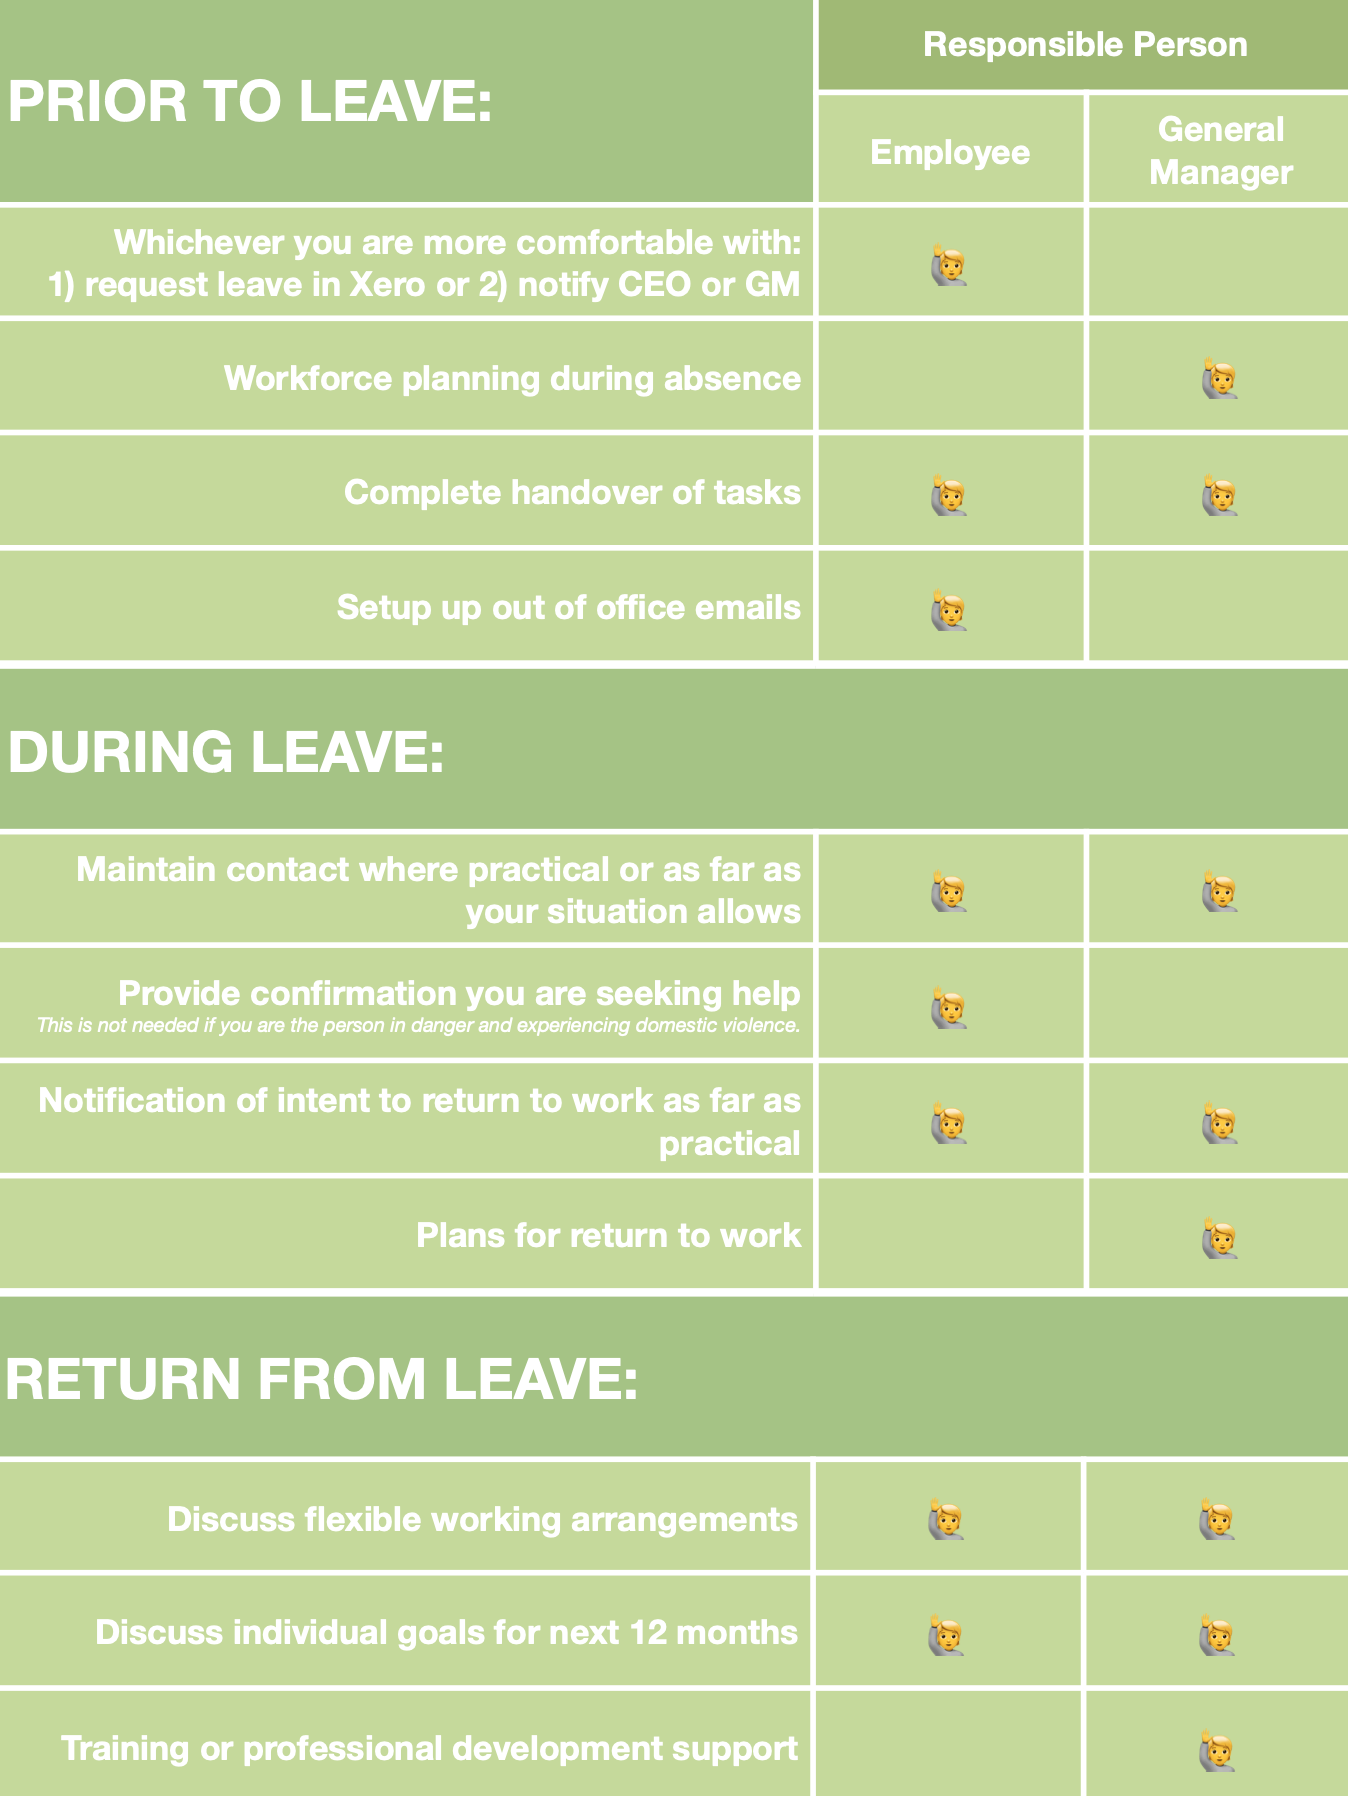 PRIOR TO LEAVE:
Responsible Person
Employee
General
Manager
Whichever you are more comfortable with:
1) request leave in Xero or 2) notify CEO or GM
Workforce planning during absence
Complete handover of tasks
Setup up out of office emails
DURING LEAVE:
Maintain contact where practical or as far as
your situation allows
Provide confirmation you are seeking help
This is not needed if you are the person in danger and experiencing domestic violence.
Notification of intent to return to work as far as
practical
Plans for return to work
RETURN FROM LEAVE:
Discuss flexible working arrangements
Discuss individual goals for next 12 months
Training or professional development support